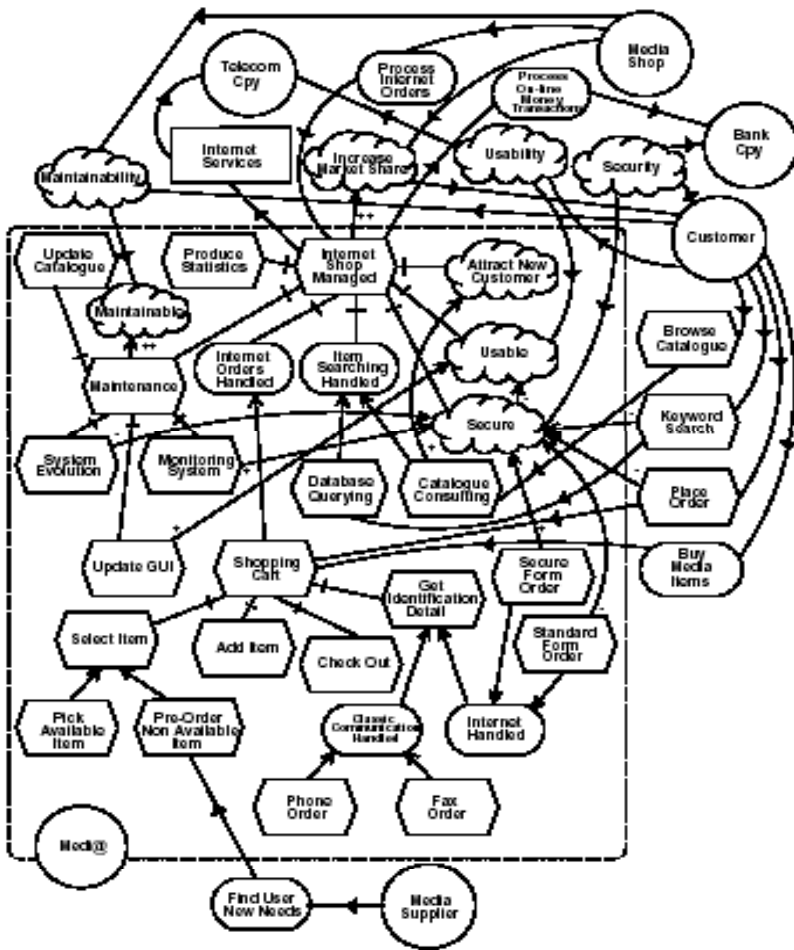 Media
Shop
Telecom
Cpy
Process
Internet
Orders
Process
On-line
Money
Transactions
Bank
Cpy
Internet
Services
Increase
Market Share
Usability
Security
Maintainability
Customer
Update
Catalogue
Produce
Statistics
Internet
Shop
Managed
Attract New
Customer
Maintainable
Usable
Browse
Catalogue
Maintenance
Internet
Orders
Handled
Item
Searching
Handled
Secure
Keyword
Search
System
Evolution
Monitoring
System
Database
Querying
Catalogue
Consulting
Place
Order
Update GUI
Shopping
Cart
Get
Identification
Detail
Secure
Form
Order
Buy
Media
Items
Select Item
Add Item
Check Out
Standard
Form
Order
Pick
Available
Item
Pre-Order
Non Available
Item
Classic
Communication
Handled
Internet
Handled
Phone
Order
Fax
Order
Medi@
Find User
New Needs
Media
Supplier
++
++
+
+
+